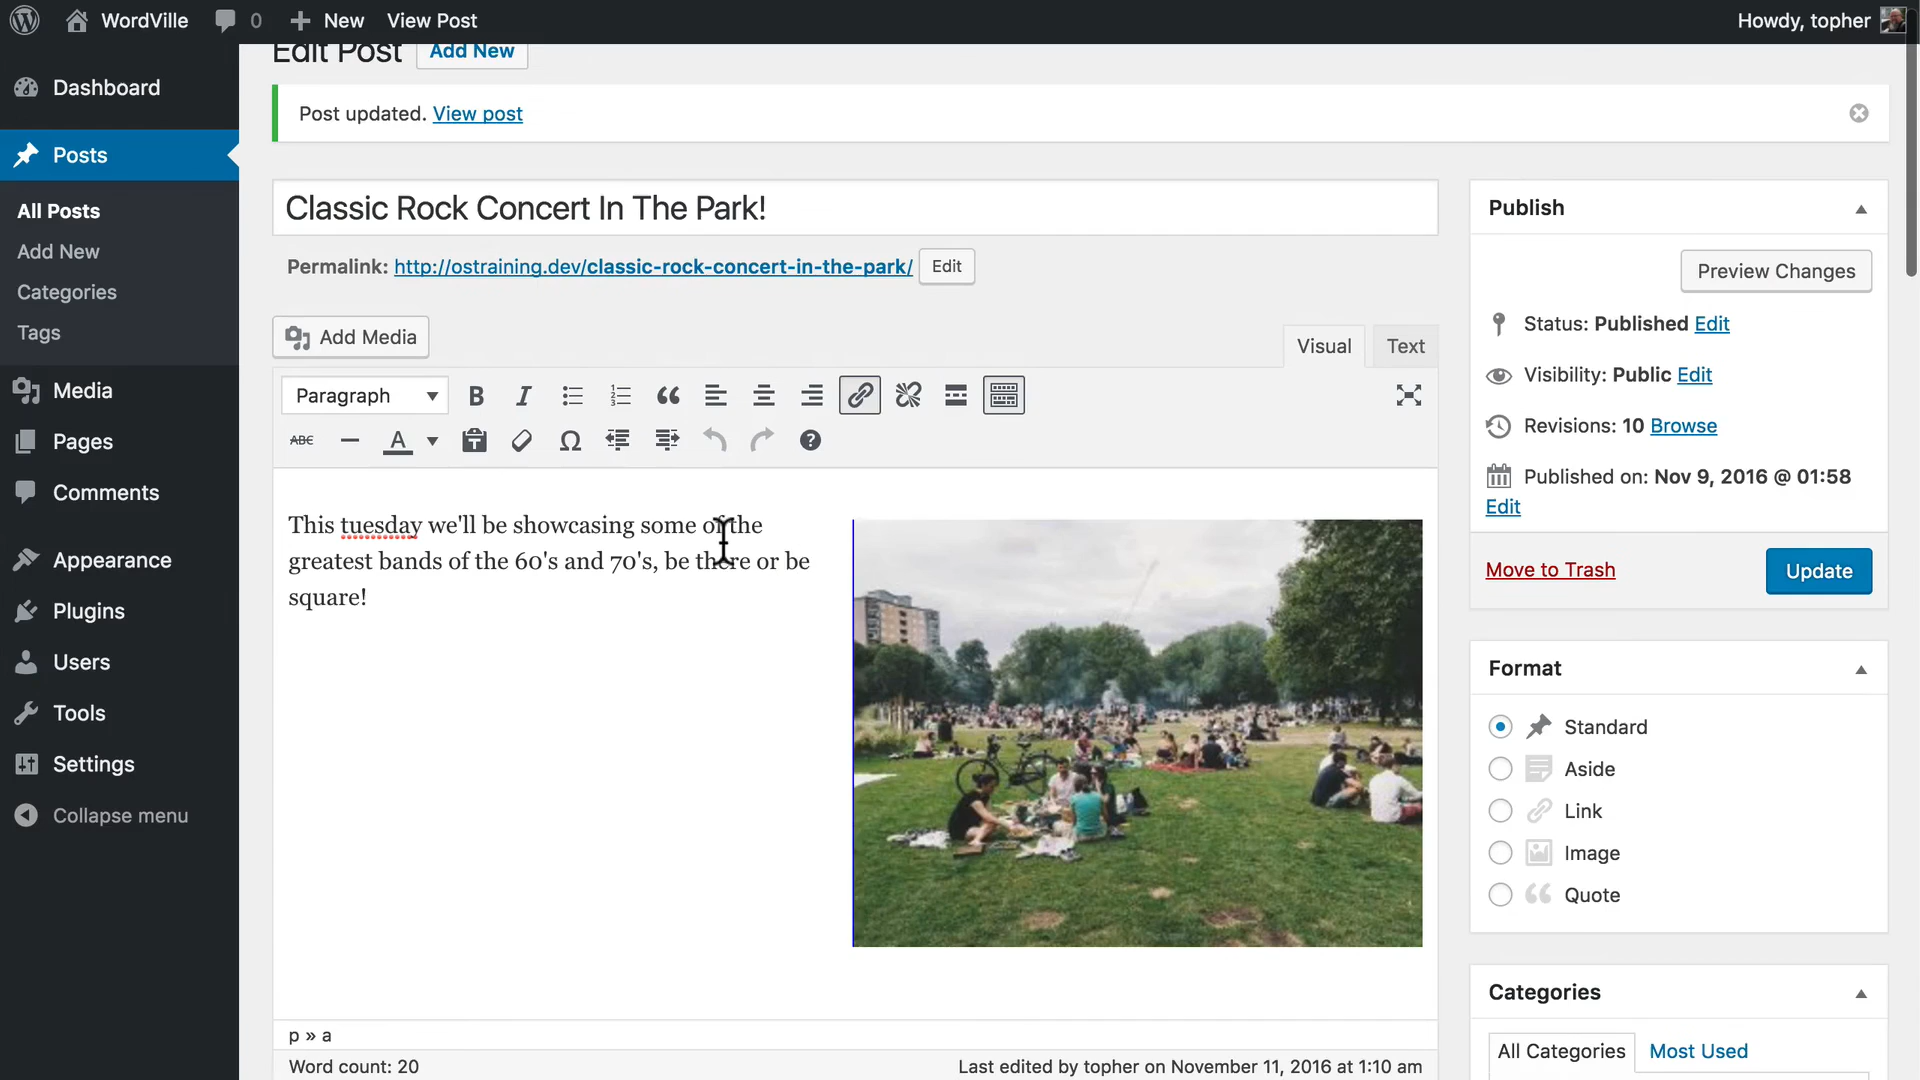 WordVille 0 New View Post Howdy, topher
Edit Post Add New
Dashboard
Post updated. View post
Posts
All Posts
Add New
Categories
Tags
Media
Pages
Comments
Appearance
Plugins
Users
Tools
Settings
Collapse menu
Classic Rock Concert In The Park!
Permalink: http://ostraining.dev/classic-rock-concert-in-the-park/ Edit
Add Media
Visual Text
Paragraph
ABC
This tuesday we'll be showcasing some of the
greatest bands of the 60's and 70's, be there or be
square!
p » a
Word count: 20 Last edited by topher on November 11, 2016 at 1:10 am
Publish
Preview Changes
Status: Published Edit
Visibility: Public Edit
Revisions: 10 Browse
Published on: Nov 9, 2016 @ 01:58
Edit
Move to Trash Update
Format
Standard
Aside
Link
Image
Quote
Categories
All Categories Most Used